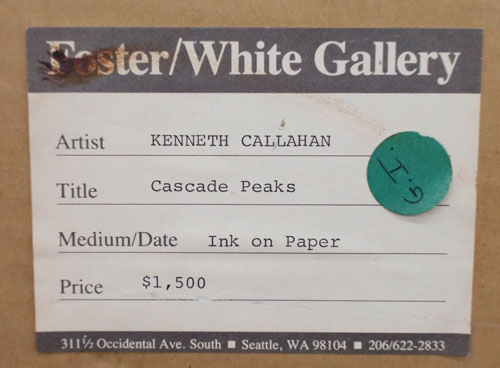 Foster/White Gallery
Artist KENNETH CALLAHAN
Title Cascade Peaks
G.I.
Medium/Date Ink on Paper
Price $1,500
311½ Occidental Ave. South ■ Seattle, WA 98104 ■ 206/622-2833